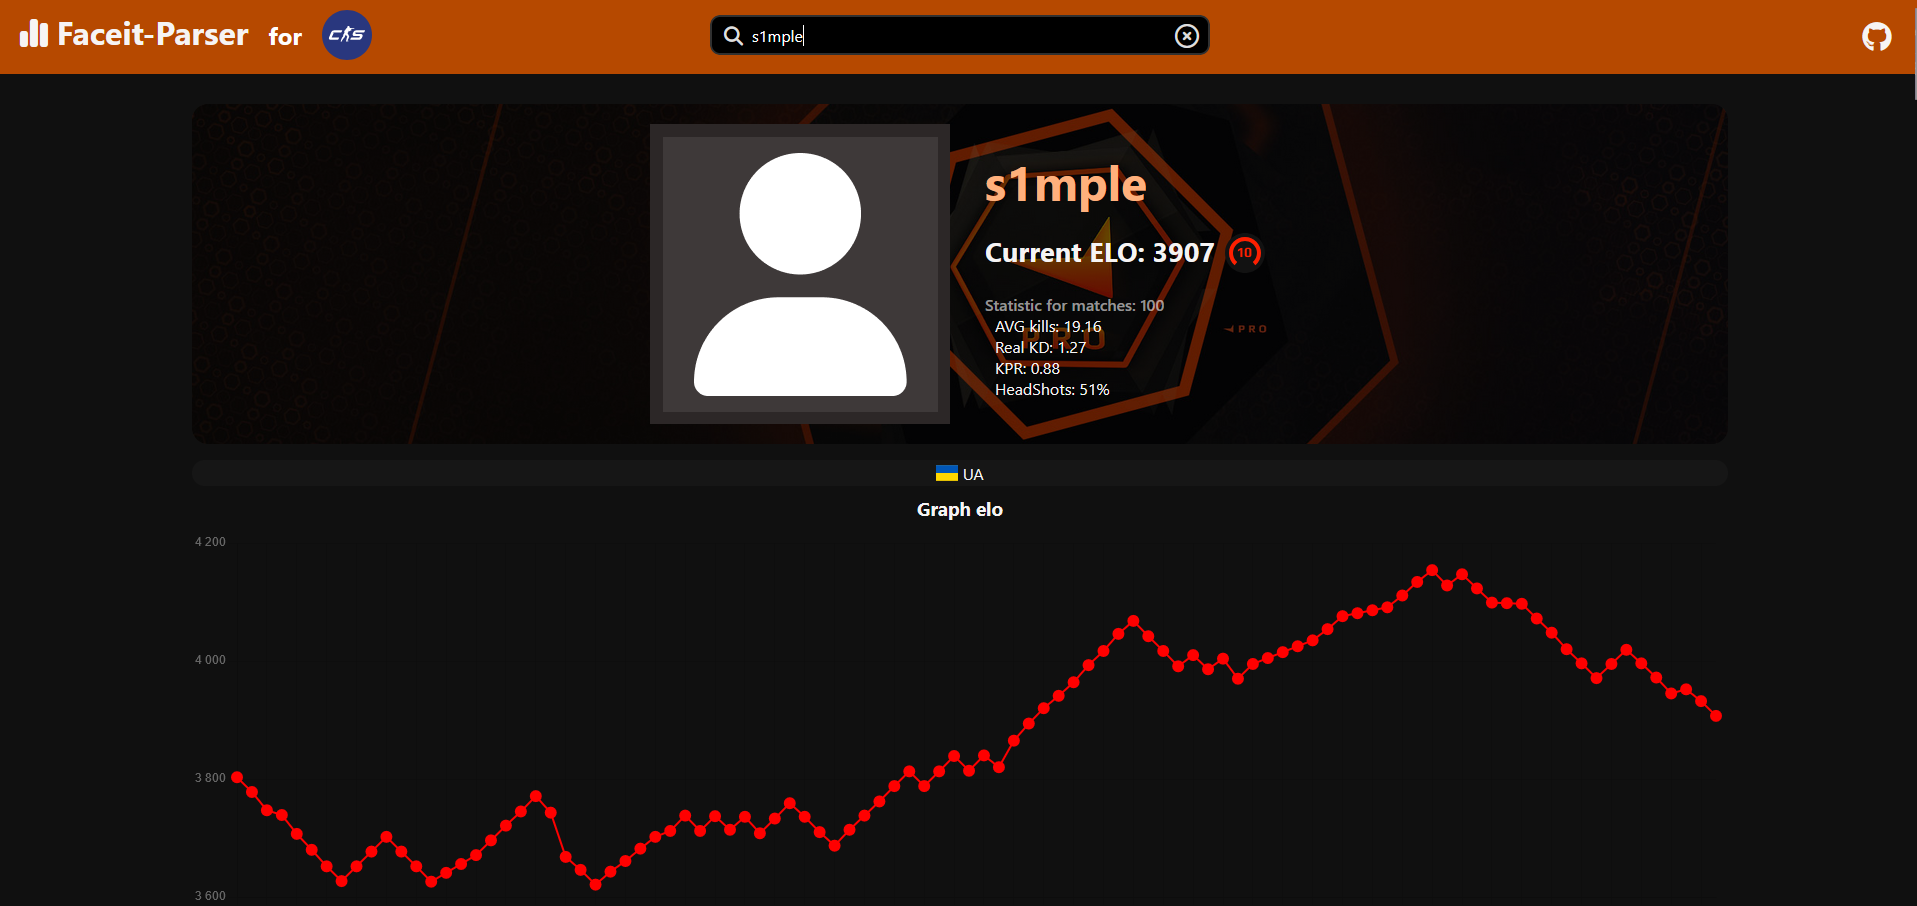 Faceit-Parser for CS
s1mple
s1mple
Current ELO: 3907 10
Statistic for matches: 100
AVG kills: 19.16
Real KD: 1.27
KPR: 0.88
HeadShots: 51%
PRO
PRO
UA
Graph elo
4 200
4 000
3 800
3 600